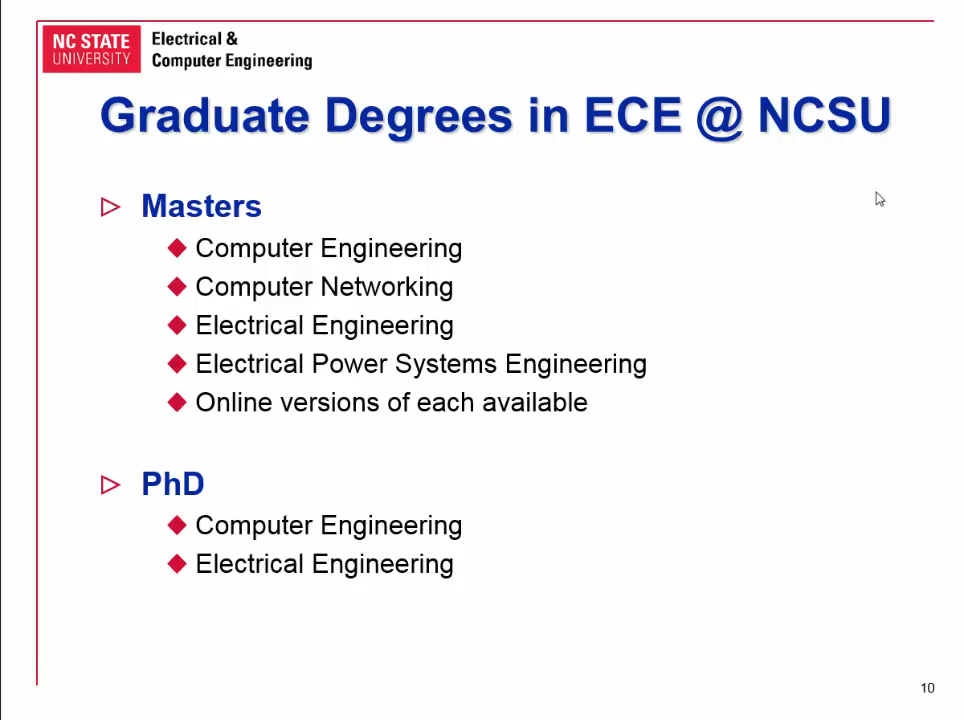 NC STATE
UNIVERSITY
Electrical &
Computer Engineering
Graduate Degrees in ECE @ NCSU
Masters
Computer Engineering
Computer Networking
Electrical Engineering
Electrical Power Systems Engineering
Online versions of each available
PhD
Computer Engineering
Electrical Engineering
10